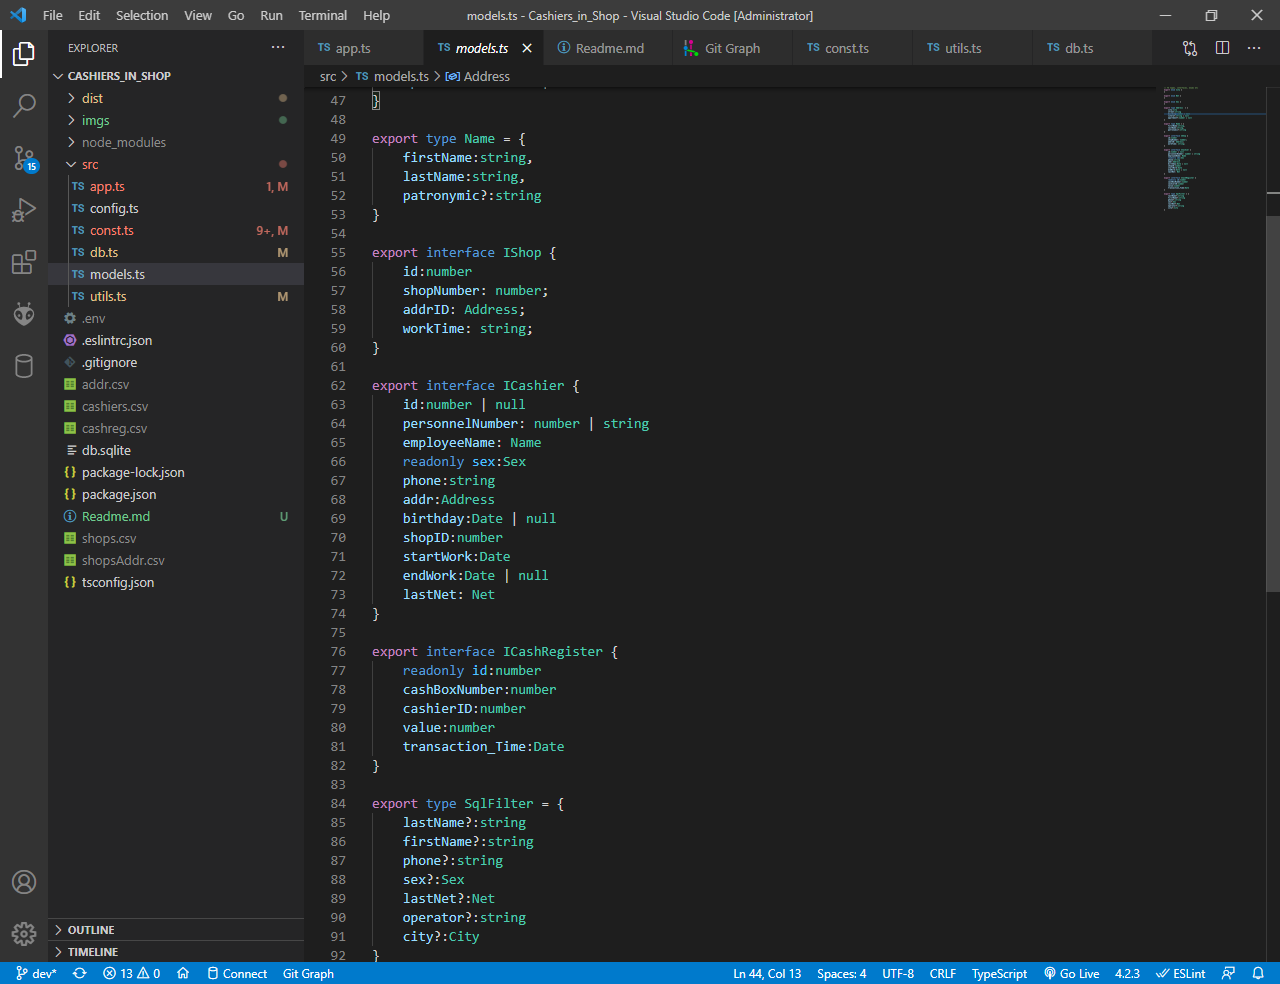 File Edit Selection View Go Run Terminal Help models.ts - Cashiers_in_Shop - Visual Studio Code [Administrator]
EXPLORER
CASHIERS_IN_SHOP
dist
imgs
node_modules
src
TS app.ts 1, M
TS config.ts
TS const.ts 9+, M
TS db.ts M
TS models.ts
TS utils.ts M
.env
.eslintrc.json
.gitignore
addr.csv
cashiers.csv
cashreg.csv
db.sqlite
{} package-lock.json
{} package.json
Readme.md U
shops.csv
shopsAddr.csv
{} tsconfig.json
OUTLINE
TIMELINE
15
TS app.ts TS models.ts Readme.md Git Graph TS const.ts TS utils.ts TS db.ts
src > TS models.ts > Address
47 }
48
49 export type Name = {
50 firstName:string,
51 lastName:string,
52 patronymic?:string
53 }
54
55 export interface IShop {
56 id:number
57 shopNumber: number;
58 addrID: Address;
59 workTime: string;
60 }
61
62 export interface ICashier {
63 id:number | null
64 personnelNumber: number | string
65 employeeName: Name
66 readonly sex:Sex
67 phone:string
68 addr:Address
69 birthday:Date | null
70 shopID:number
71 startWork:Date
72 endWork:Date | null
73 lastNet: Net
74 }
75
76 export interface ICashRegister {
77 readonly id:number
78 cashBoxNumber:number
79 cashierID:number
80 value:number
81 transaction_Time:Date
82 }
83
84 export type SqlFilter = {
85 lastName?:string
86 firstName?:string
87 phone?:string
88 sex?:Sex
89 lastNet?:Net
90 operator?:string
91 city?:City
92 }
dev* 13 0 Connect Git Graph Ln 44, Col 13 Spaces: 4 UTF-8 CRLF TypeScript Go Live 4.2.3 ESLint